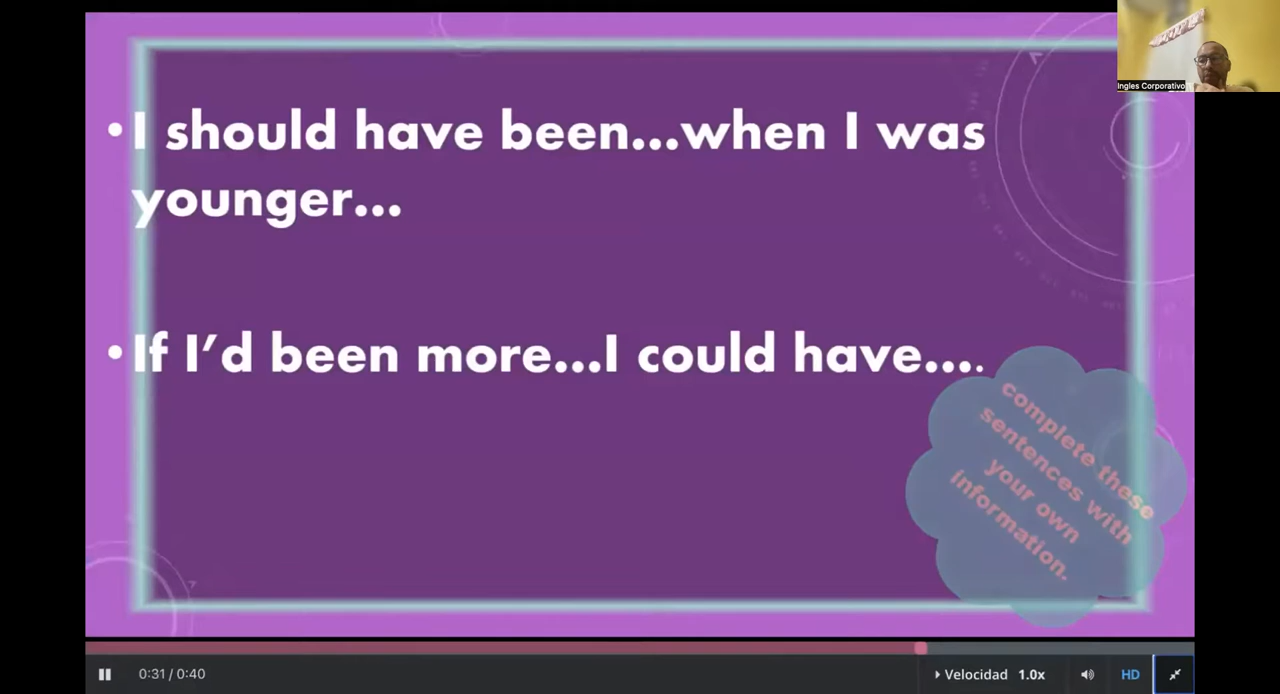 Ingles Corporativo
•I should have been...when I was
younger...
•If I’d been more...I could have....
complete these
sentences with
your own
information.
0:31 / 0:40
Velocidad 1.0x
HD